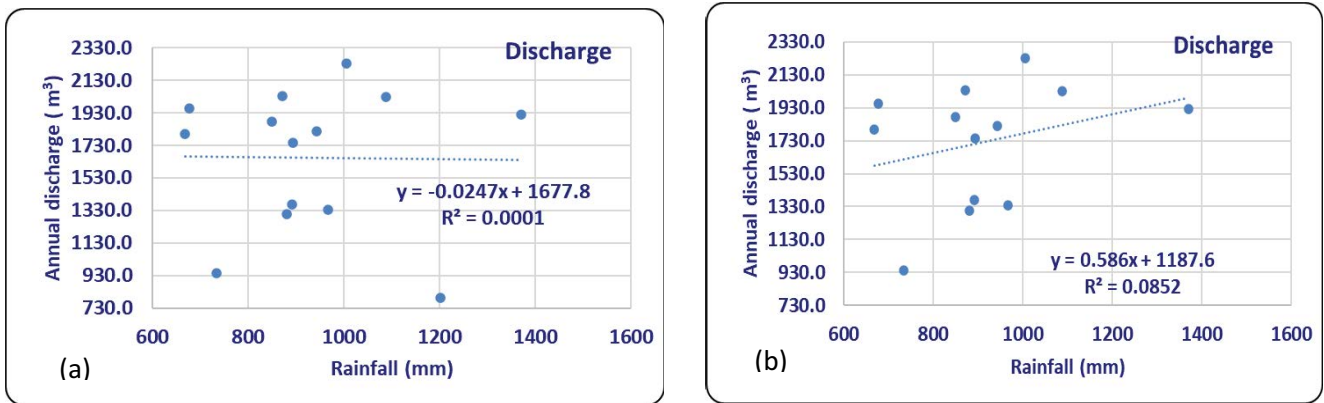 Discharge
Annual discharge ( m³)
2330.0
2130.0
1930.0
1730.0
1530.0
1330.0
1130.0
930.0
730.0
y = -0.0247x + 1677.8
R² = 0.0001
600 800 1000 1200 1400 1600
Rainfall (mm)
(a)
Discharge
Annual discharge ( m³)
2330.0
2130.0
1930.0
1730.0
1530.0
1330.0
1130.0
930.0
730.0
y = 0.586x + 1187.6
R² = 0.0852
600 800 1000 1200 1400 1600
Rainfall (mm)
(b)